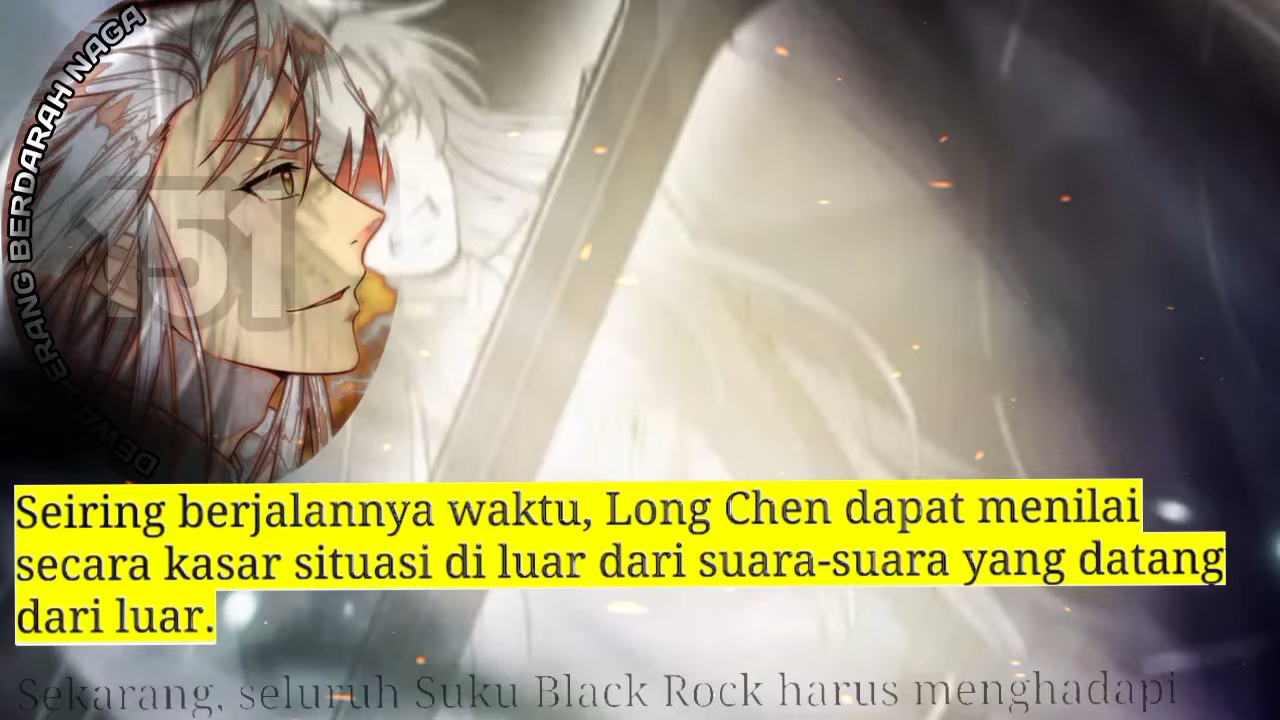 DEWA PERANG BERDARAH NAGA
151
Seiring berjalannya waktu, Long Chen dapat menilai
secara kasar situasi di luar dari suara-suara yang datang
dari luar.
Sekarang, seluruh Suku Black Rock harus menghadapi